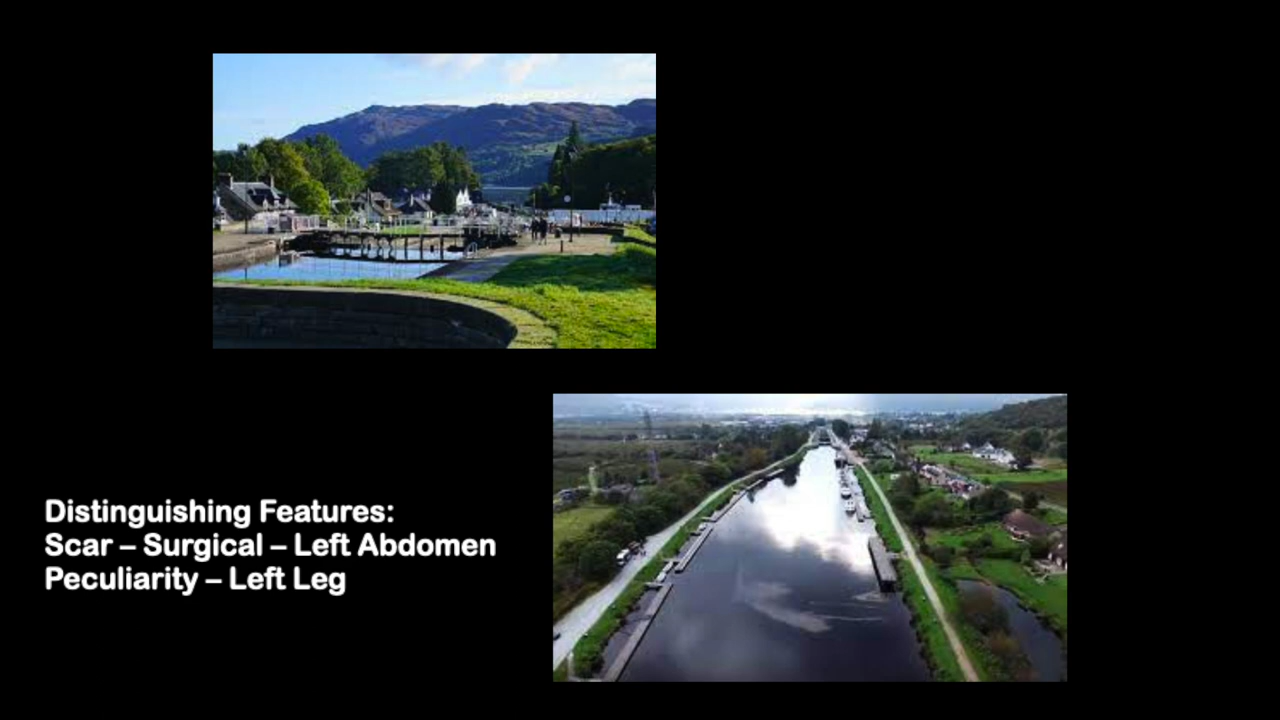 Distinguishing Features:
Scar – Surgical – Left Abdomen
Peculiarity – Left Leg